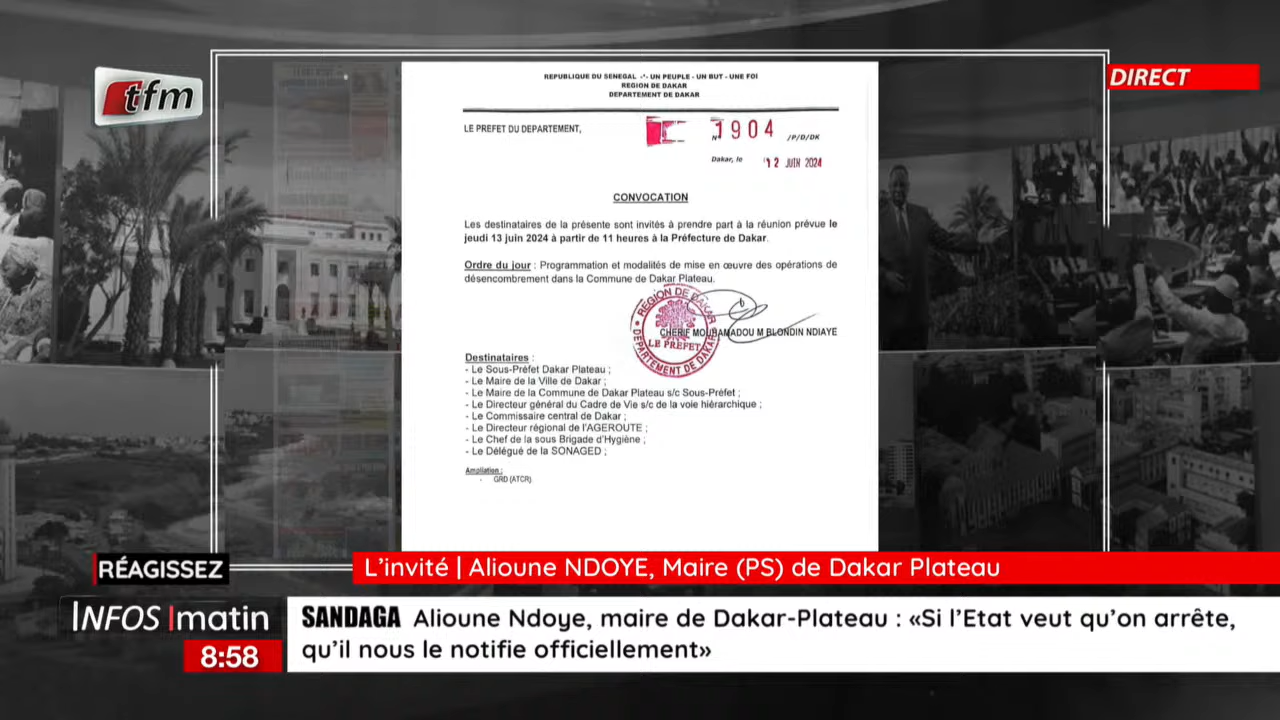 tfm
DIRECT
REPUBLIQUE DU SENEGAL -*- UN PEUPLE - UN BUT - UNE FOI
REGION DE DAKAR
DEPARTEMENT DE DAKAR
LE PREFET DU DEPARTEMENT,
N° 1904 /P/D/DK
Dakar, le 12 JUIN 2024
CONVOCATION
Les destinataires de la présente sont invités à prendre part à la réunion prévue le
jeudi 13 juin 2024 à partir de 11 heures à la Préfecture de Dakar.
Ordre du jour : Programmation et modalités de mise en œuvre des opérations de
désencombrement dans la Commune de Dakar Plateau.
REGION DE DAKAR
LE PREFET
DEPARTEMENT DE DAKAR
CHERIF MOUHAMADOU M BLONDIN NDIAYE
Destinataires :
- Le Sous-Préfet Dakar Plateau ;
- Le Maire de la Ville de Dakar ;
- Le Maire de la Commune de Dakar Plateau s/c Sous-Préfet ;
- Le Directeur général du Cadre de Vie s/c de la voie hiérarchique ;
- Le Commissaire central de Dakar ;
- Le Directeur régional de l'AGEROUTE ;
- Le Chef de la sous Brigade d'Hygiène ;
- Le Délégué de la SONAGED ;
Ampliation :
- GRD (ATCR)
RÉAGISSEZ
L'invité | Alioune NDOYE, Maire (PS) de Dakar Plateau
INFOS matin
8:58
SANDAGA Alioune Ndoye, maire de Dakar-Plateau : «Si l'Etat veut qu'on arrête,
qu'il nous le notifie officiellement»